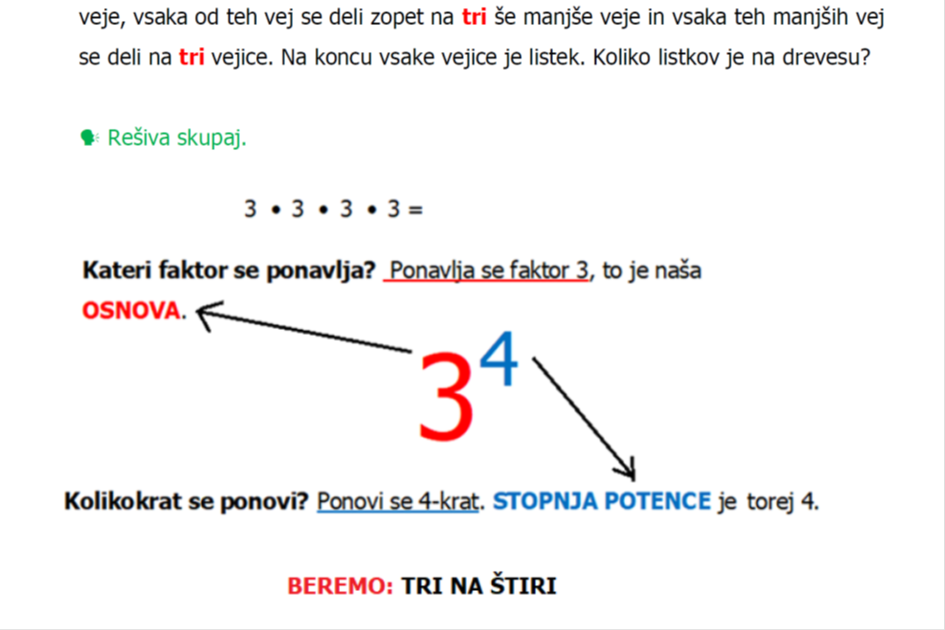 veje, vsaka od teh vej se deli zopet na tri še manjše veje in vsaka teh manjših vej
se deli na tri vejice. Na koncu vsake vejice je listek. Koliko listkov je na drevesu?
Rešiva skupaj.
3 • 3 • 3 • 3 =
Kateri faktor se ponavlja? Ponavlja se faktor 3, to je naša
OSNOVA.
3⁴
Kolikokrat se ponovi? Ponovi se 4-krat. STOPNJA POTENCE je torej 4.
BEREMO: TRI NA ŠTIRI